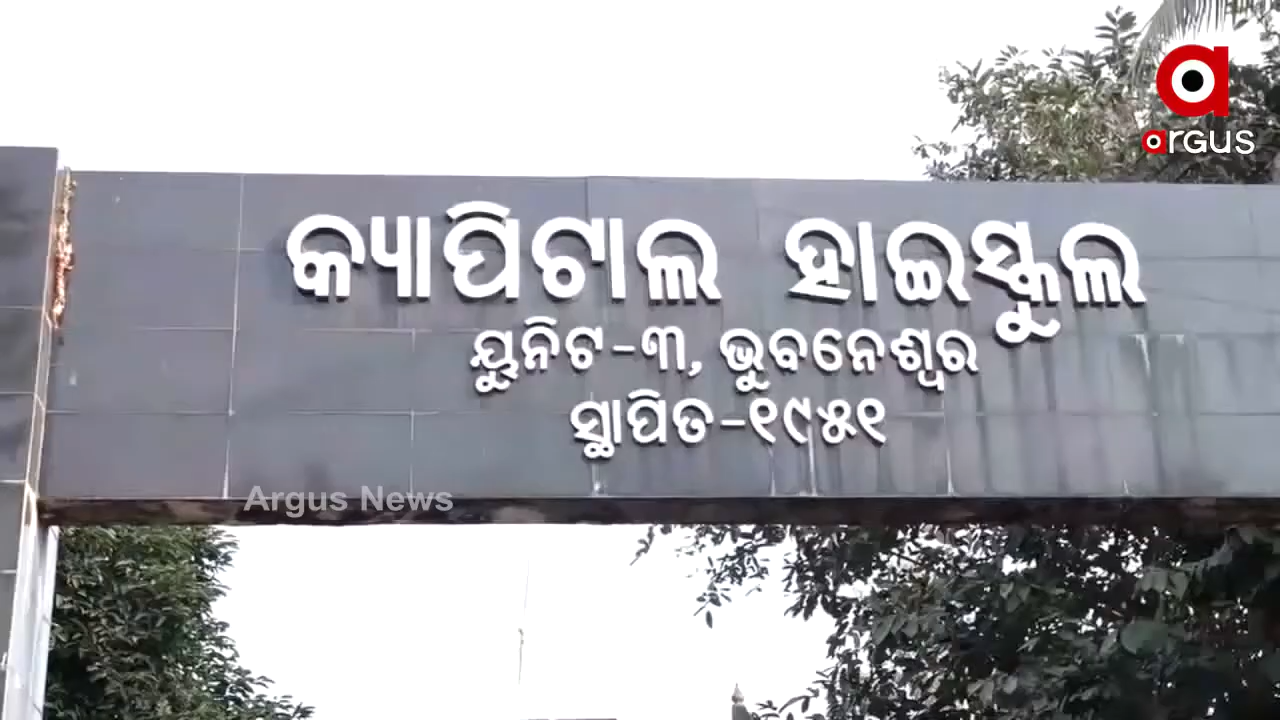 argus
କ୍ୟାପିଟାଲ ହାଇସ୍କୁଲ
ୟୁନିଟ-୩, ଭୁବନେଶ୍ୱର
ସ୍ଥାପିତ-୧୯୫୧
Argus News